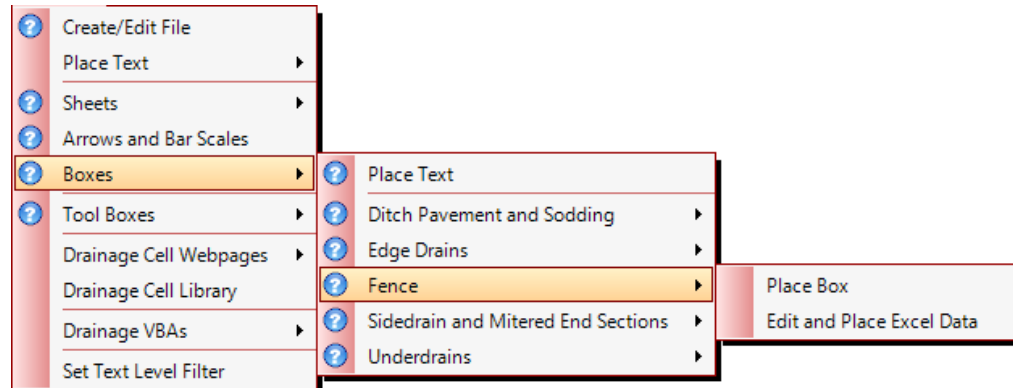 Create/Edit File
Place Text
Sheets
Arrows and Bar Scales
Boxes
Tool Boxes
Drainage Cell Webpages
Drainage Cell Library
Drainage VBAs
Set Text Level Filter
Place Text
Ditch Pavement and Sodding
Edge Drains
Fence
Sidedrain and Mitered End Sections
Underdrains
Place Box
Edit and Place Excel Data